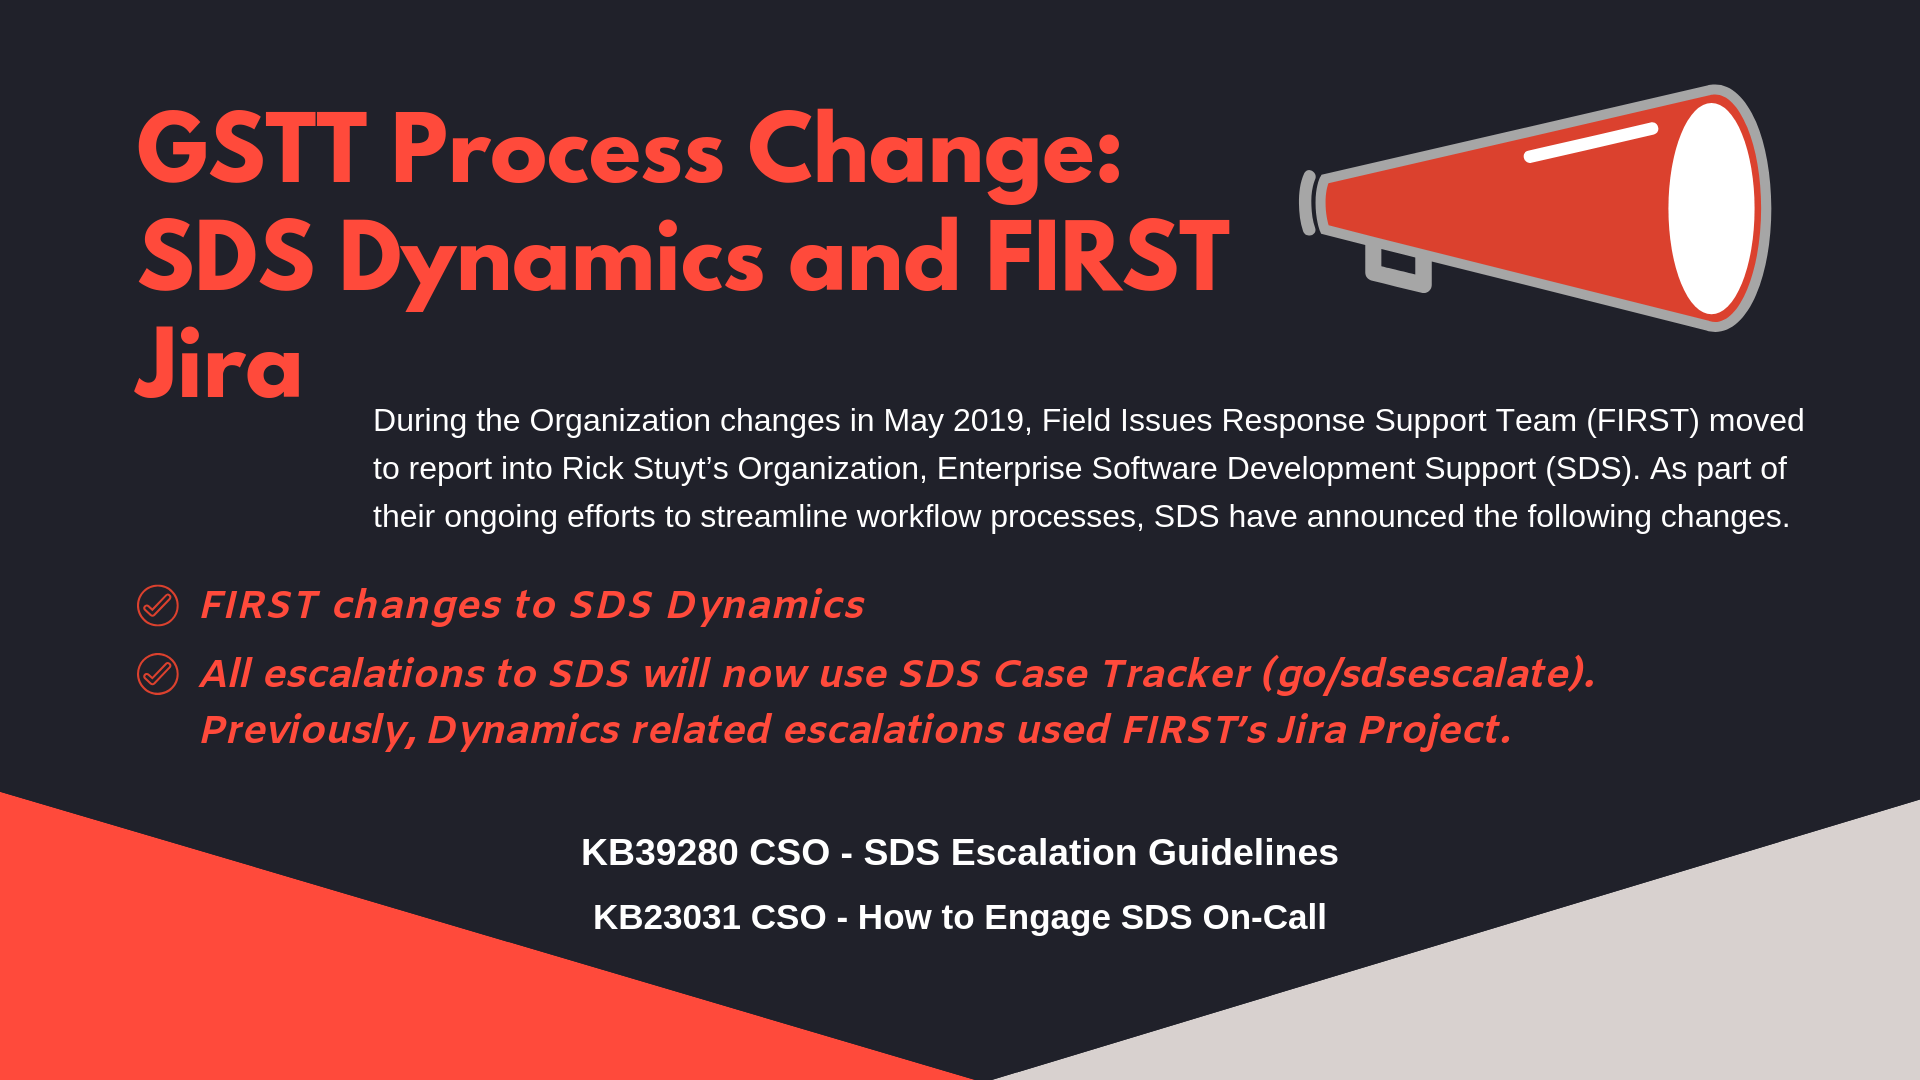 GSTT Process Change:
SDS Dynamics and FIRST
Jira
During the Organization changes in May 2019, Field Issues Response Support Team (FIRST) moved
to report into Rick Stuyt’s Organization, Enterprise Software Development Support (SDS). As part of
their ongoing efforts to streamline workflow processes, SDS have announced the following changes.
FIRST changes to SDS Dynamics
All escalations to SDS will now use SDS Case Tracker (go/sdsescalate).
Previously, Dynamics related escalations used FIRST’s Jira Project.
KB39280 CSO - SDS Escalation Guidelines
KB23031 CSO - How to Engage SDS On-Call